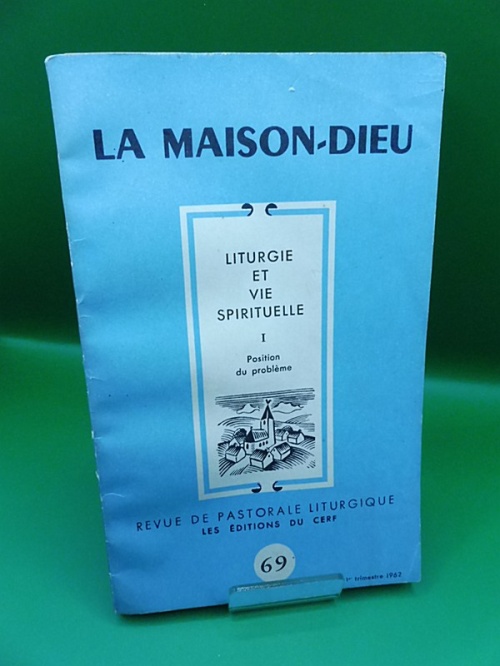 LA MAISON-DIEU
LITURGIE
ET
VIE
SPIRITUELLE
I
Position
du problème
REVUE DE PASTORALE LITURGIQUE
LES ÉDITIONS DU CERF
69
trimestre 1962